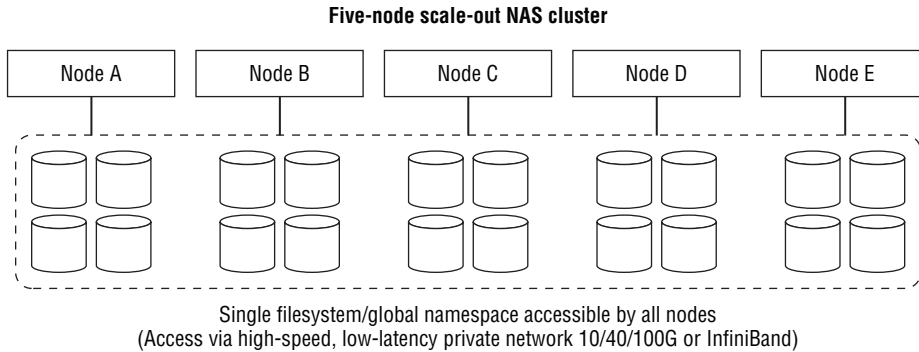 Five-node scale-out NAS cluster
Node A
Node B
Node C
Node D
Node E
Single filesystem/global namespace accessible by all nodes
(Access via high-speed, low-latency private network 10/40/100G or InfiniBand)